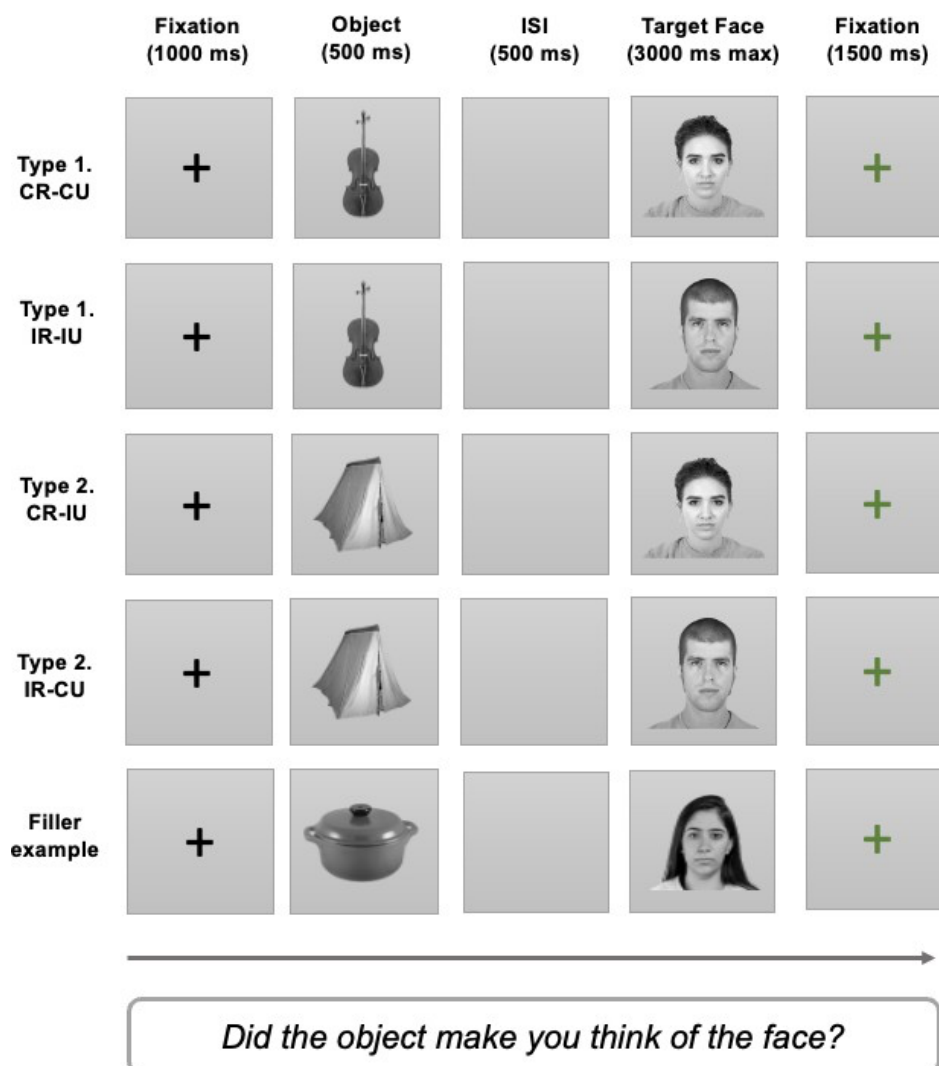 Fixation
(1000 ms)
Object
(500 ms)
ISI
(500 ms)
Target Face
(3000 ms max)
Fixation
(1500 ms)
Type 1.
CR-CU
Type 1.
IR-IU
Type 2.
CR-IU
Type 2.
IR-CU
Filler
example
Did the object make you think of the face?